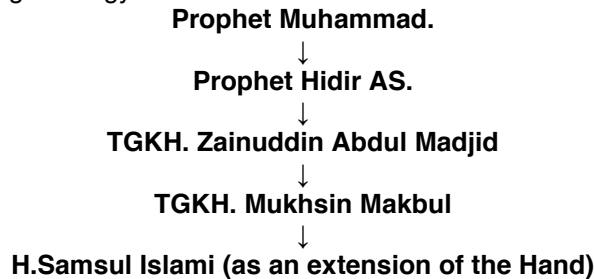 Prophet Muhammad.
↓
Prophet Hidir AS.
↓
TGKH. Zainuddin Abdul Madjid
↓
TGKH. Mukhsin Makbul
↓
H.Samsul Islami (as an extension of the Hand)